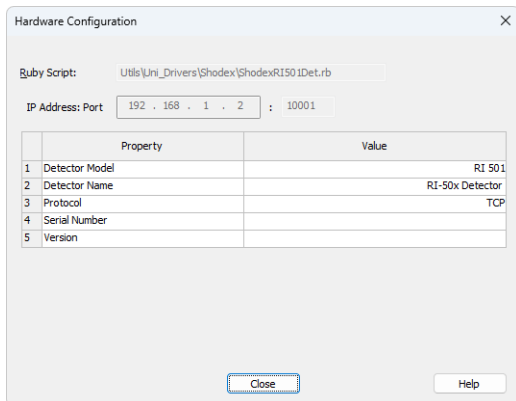 Hardware Configuration
Ruby Script: Utils\Uni_Drivers\Shodex\ShodexRI501Det.rb
IP Address: Port 192 . 168 . 1 . 2 : 10001
Property Value
1 Detector Model RI 501
2 Detector Name RI-50x Detector
3 Protocol TCP
4 Serial Number
5 Version
Close Help